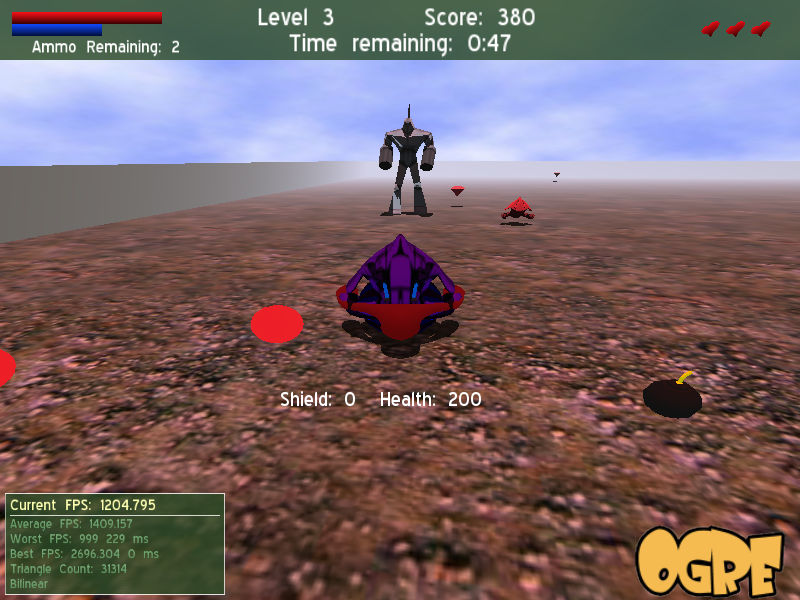 Level 3 Score: 380
Time remaining: 0:47
Ammo Remaining: 2
Shield: 0 Health: 200
Current FPS: 1204.795
Average FPS: 1409.157
Worst FPS: 999 229 ms
Best FPS: 2696.304 0 ms
Triangle Count: 31314
Bilinear
OGRE